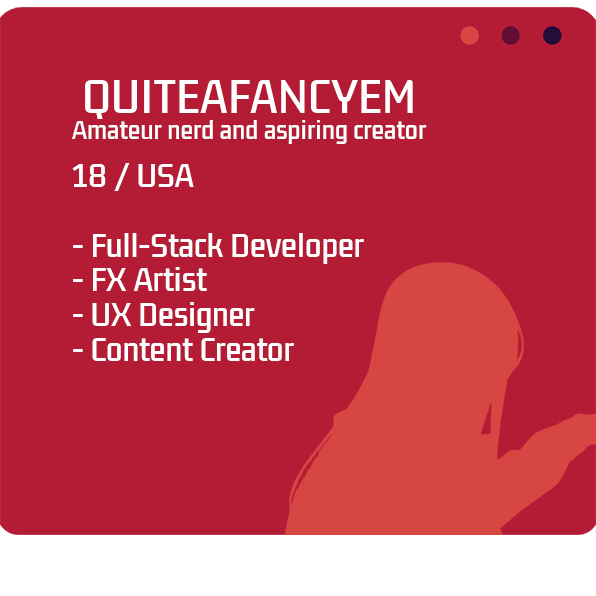 QUITEAFANCYEM
Amateur nerd and aspiring creator
18 / USA
- Full-Stack Developer
- FX Artist
- UX Designer
- Content Creator